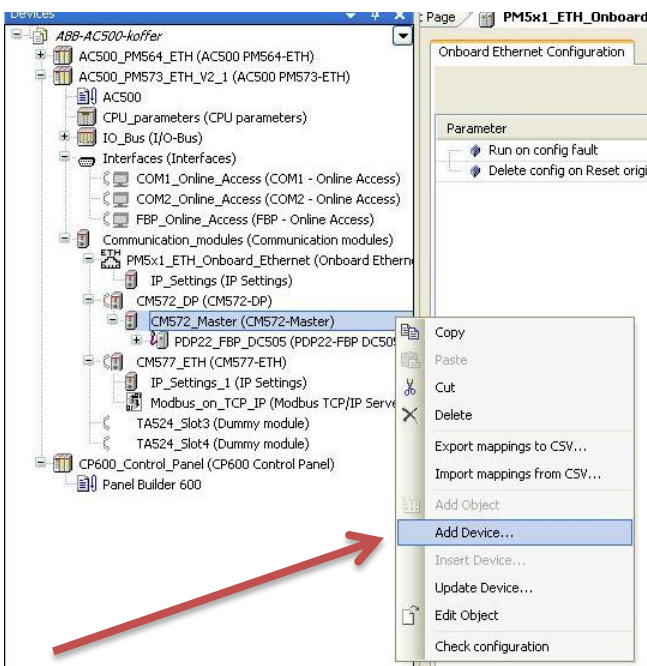 Devices
ABB-AC500-koffer
AC500_PM564_ETH (AC500 PM564-ETH)
AC500_PM573_ETH_V2_1 (AC500 PM573-ETH)
AC500
CPU_parameters (CPU parameters)
IO_Bus (I/O-Bus)
Interfaces (Interfaces)
COM1_Online_Access (COM1 - Online Access)
COM2_Online_Access (COM2 - Online Access)
FBP_Online_Access (FBP - Online Access)
Communication_modules (Communication modules)
ETH
PM5x1_ETH_Onboard_Ethernet (Onboard Ethern
IP_Settings (IP Settings)
CM572_DP (CM572-DP)
CM572_Master (CM572-Master)
PDP22_FBP_DC505 (PDP22-FBP DC50
CM577_ETH (CM577-ETH)
IP_Settings_1 (IP Settings)
Modbus_on_TCP_IP (Modbus TCP/IP Serve
TA524_Slot3 (Dummy module)
TA524_Slot4 (Dummy module)
CP600_Control_Panel (CP600 Control Panel)
Panel Builder 600
: Page PM5x1_ETH_Onboard
Onboard Ethernet Configuration
Parameter
Run on config fault
Delete config on Reset origi
Copy
Paste
Cut
Delete
Export mappings to CSV...
Import mappings from CSV...
Add Object
Add Device...
Insert Device...
Update Device...
Edit Object
Check configuration